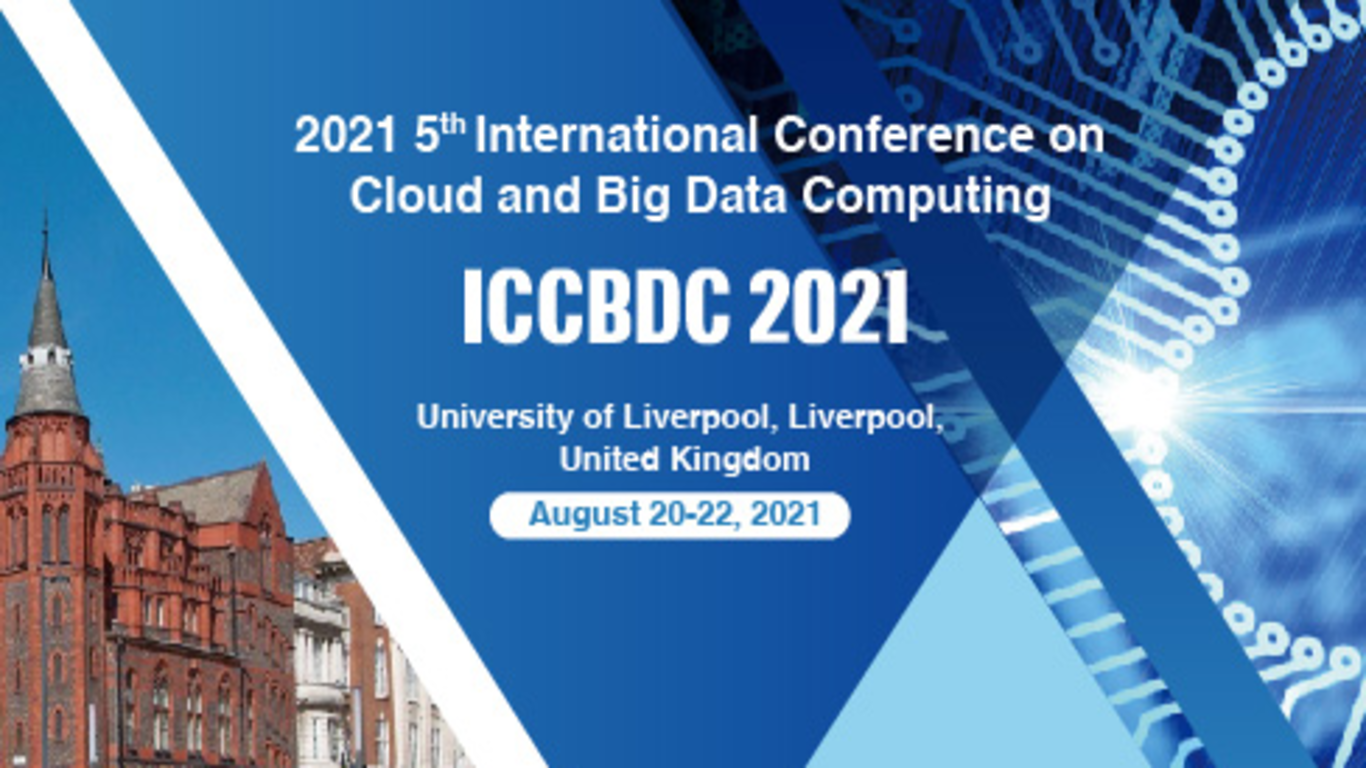 2021 5th International Conference on
Cloud and Big Data Computing
ICCBDC 2021
University of Liverpool, Liverpool,
United Kingdom
August 20-22, 2021